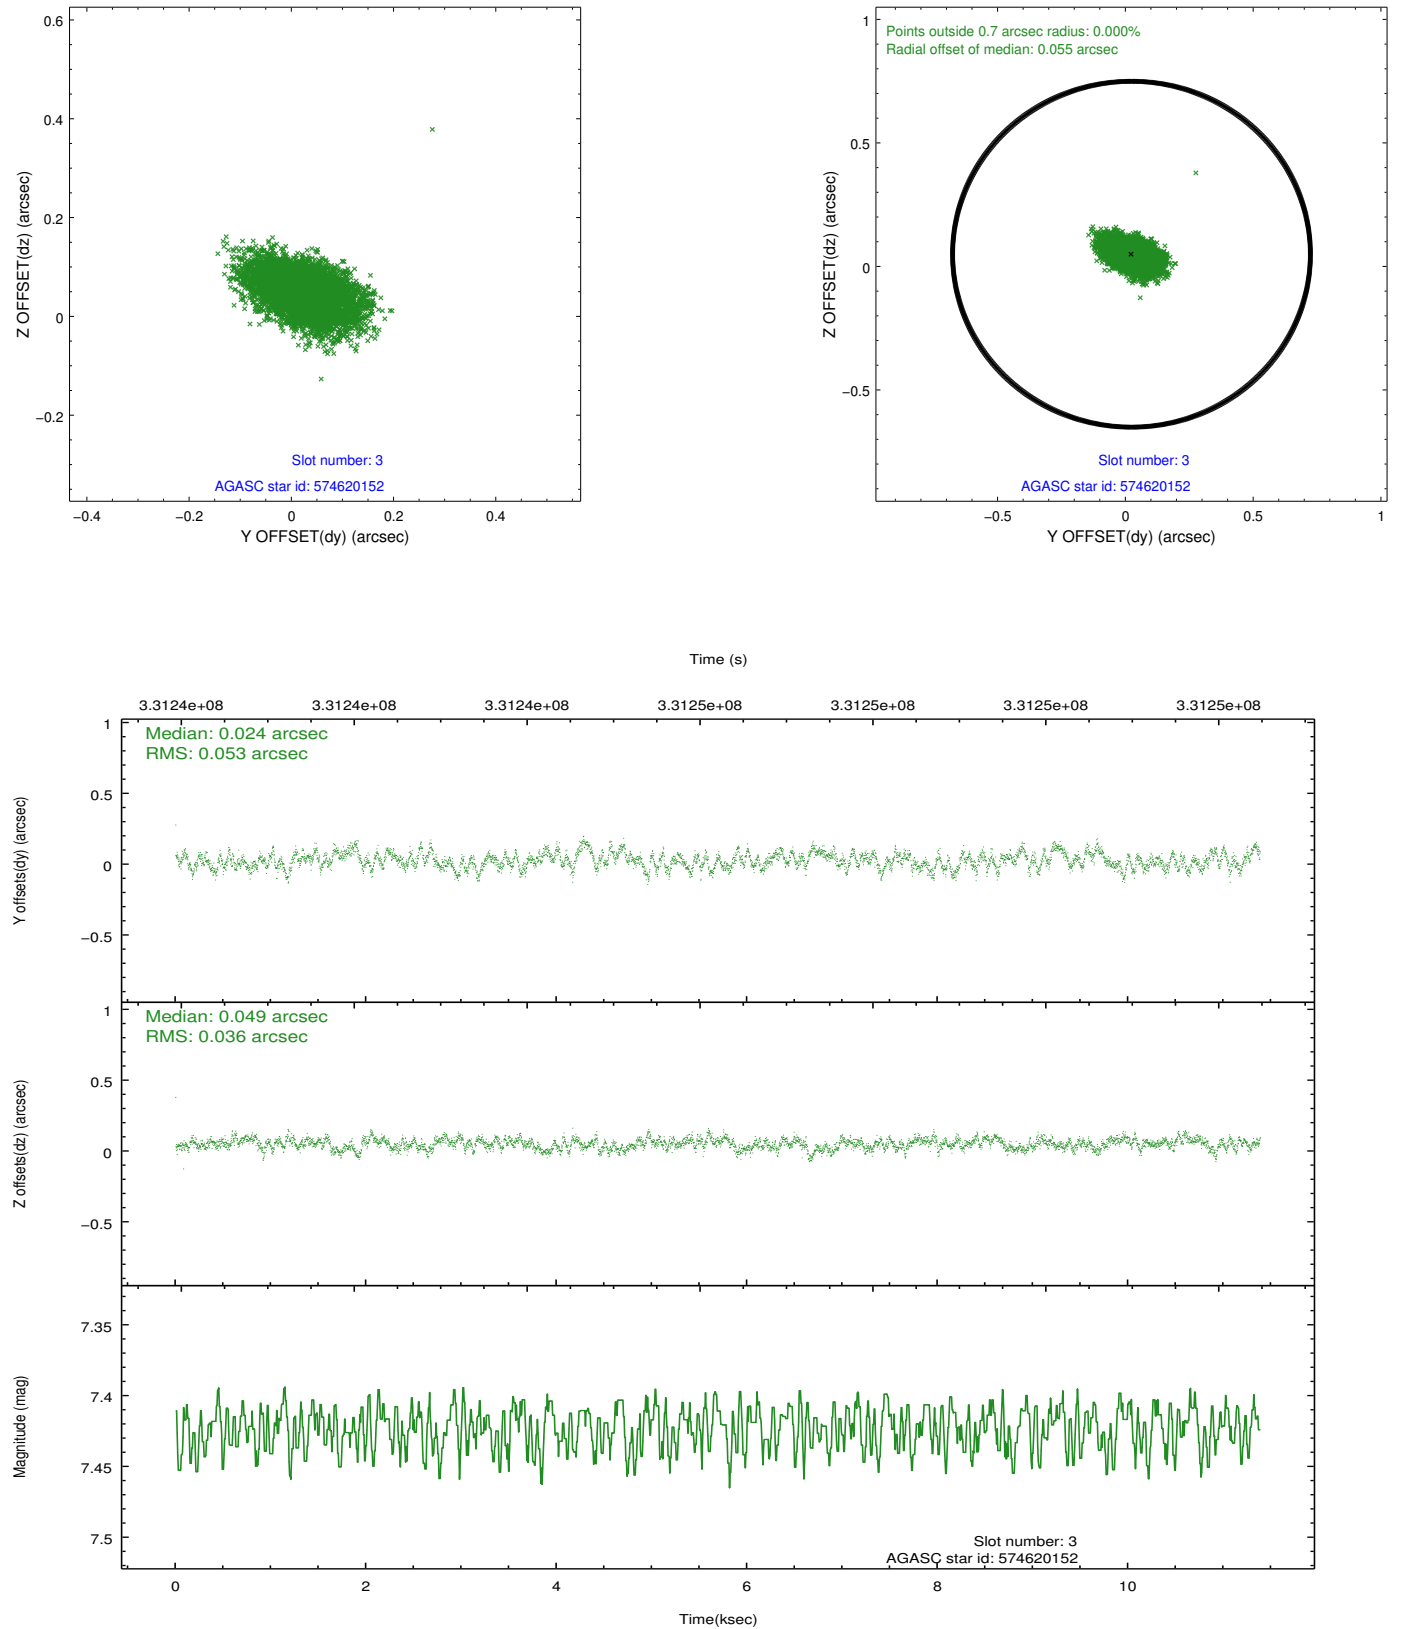 0.6
0.4
0.2
0
−0.2
Z OFFSET(dz) (arcsec)
Slot number: 3
AGASC star id: 574620152
−0.4
−0.2
0
0.2
0.4
Y OFFSET(dy) (arcsec)
1
0.5
0
−0.5
Z OFFSET(dz) (arcsec)
Points outside 0.7 arcsec radius: 0.000%
Radial offset of median: 0.055 arcsec
Slot number: 3
AGASC star id: 574620152
−0.5
0
0.5
1
Y OFFSET(dy) (arcsec)
Time (s)
3.3124e+08
3.3124e+08
3.3124e+08
3.3125e+08
3.3125e+08
3.3125e+08
3.3125e+08
Median: 0.024 arcsec
RMS: 0.053 arcsec
1
0.5
0
−0.5
Y offsets(dy) (arcsec)
Median: 0.049 arcsec
RMS: 0.036 arcsec
1
0.5
0
−0.5
Z offsets(dz) (arcsec)
7.35
7.4
7.45
7.5
Magnitude (mag)
Slot number: 3
AGASC star id: 574620152
0
2
4
6
8
10
Time(ksec)